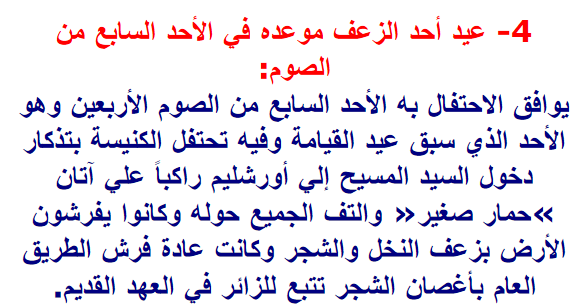 4- عيد أحد الزعف موعده في الأحد السابع من
الصوم:
يوافق الاحتفال به الأحد السابع من الصوم الأربعين وهو
الأحد الذي سبق عيد القيامة وفيه تحتفل الكنيسة بتذكار
دخول السيد المسيح إلي أورشليم راكباً علي آتان
»حمار صغير« والتف الجميع حوله وكانوا يفرشون
الأرض بزعف النخل والشجر وكانت عادة فرش الطريق
العام بأغصان الشجر تتبع للزائر في العهد القديم.